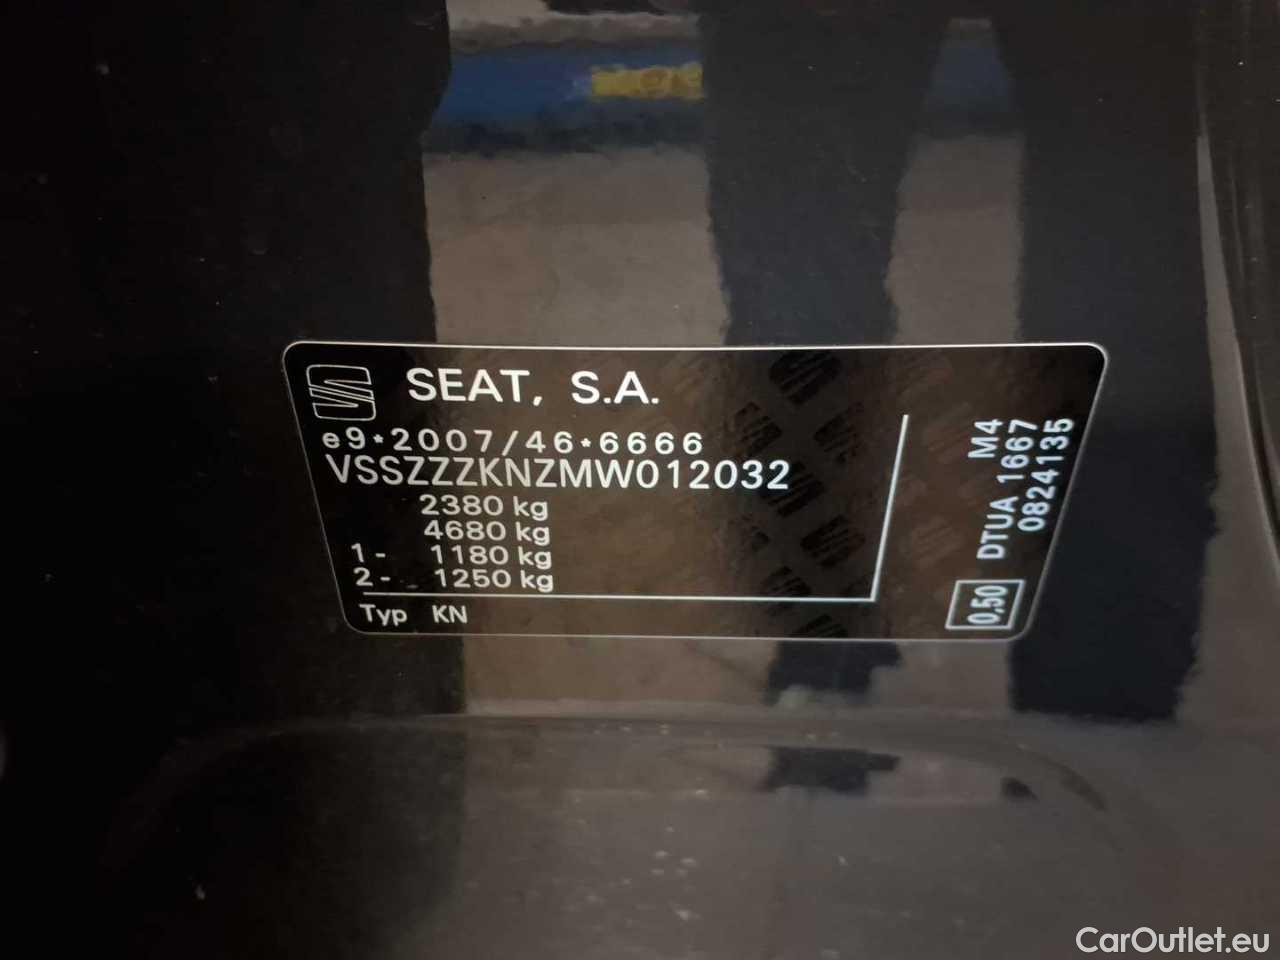 SEAT, S.A.
e9*2007/46*6666
VSSZZZKNZMW012032
2380 kg
4680 kg
1- 1180 kg
2- 1250 kg
Typ KN
M4
DTUA 1667
0824135
0,50
CarOutlet.eu